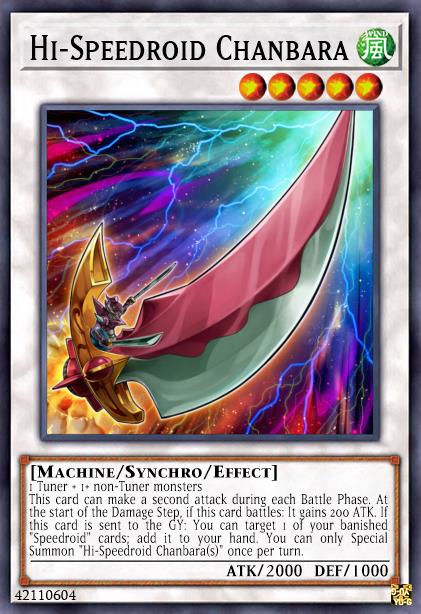 HI-SPEEDROID CHANBARA
WIND
風
[MACHINE/SYNCHRO/EFFECT]
1 Tuner + 1+ non-Tuner monsters
This card can make a second attack during each Battle Phase. At
the start of the Damage Step, if this card battles: It gains 200 ATK. If
this card is sent to the GY: You can target 1 of your banished
"Speedroid" cards; add it to your hand. You can only Special
Summon "Hi-Speedroid Chanbara(s)" once per turn.
ATK/2000 DEF/1000
42110604